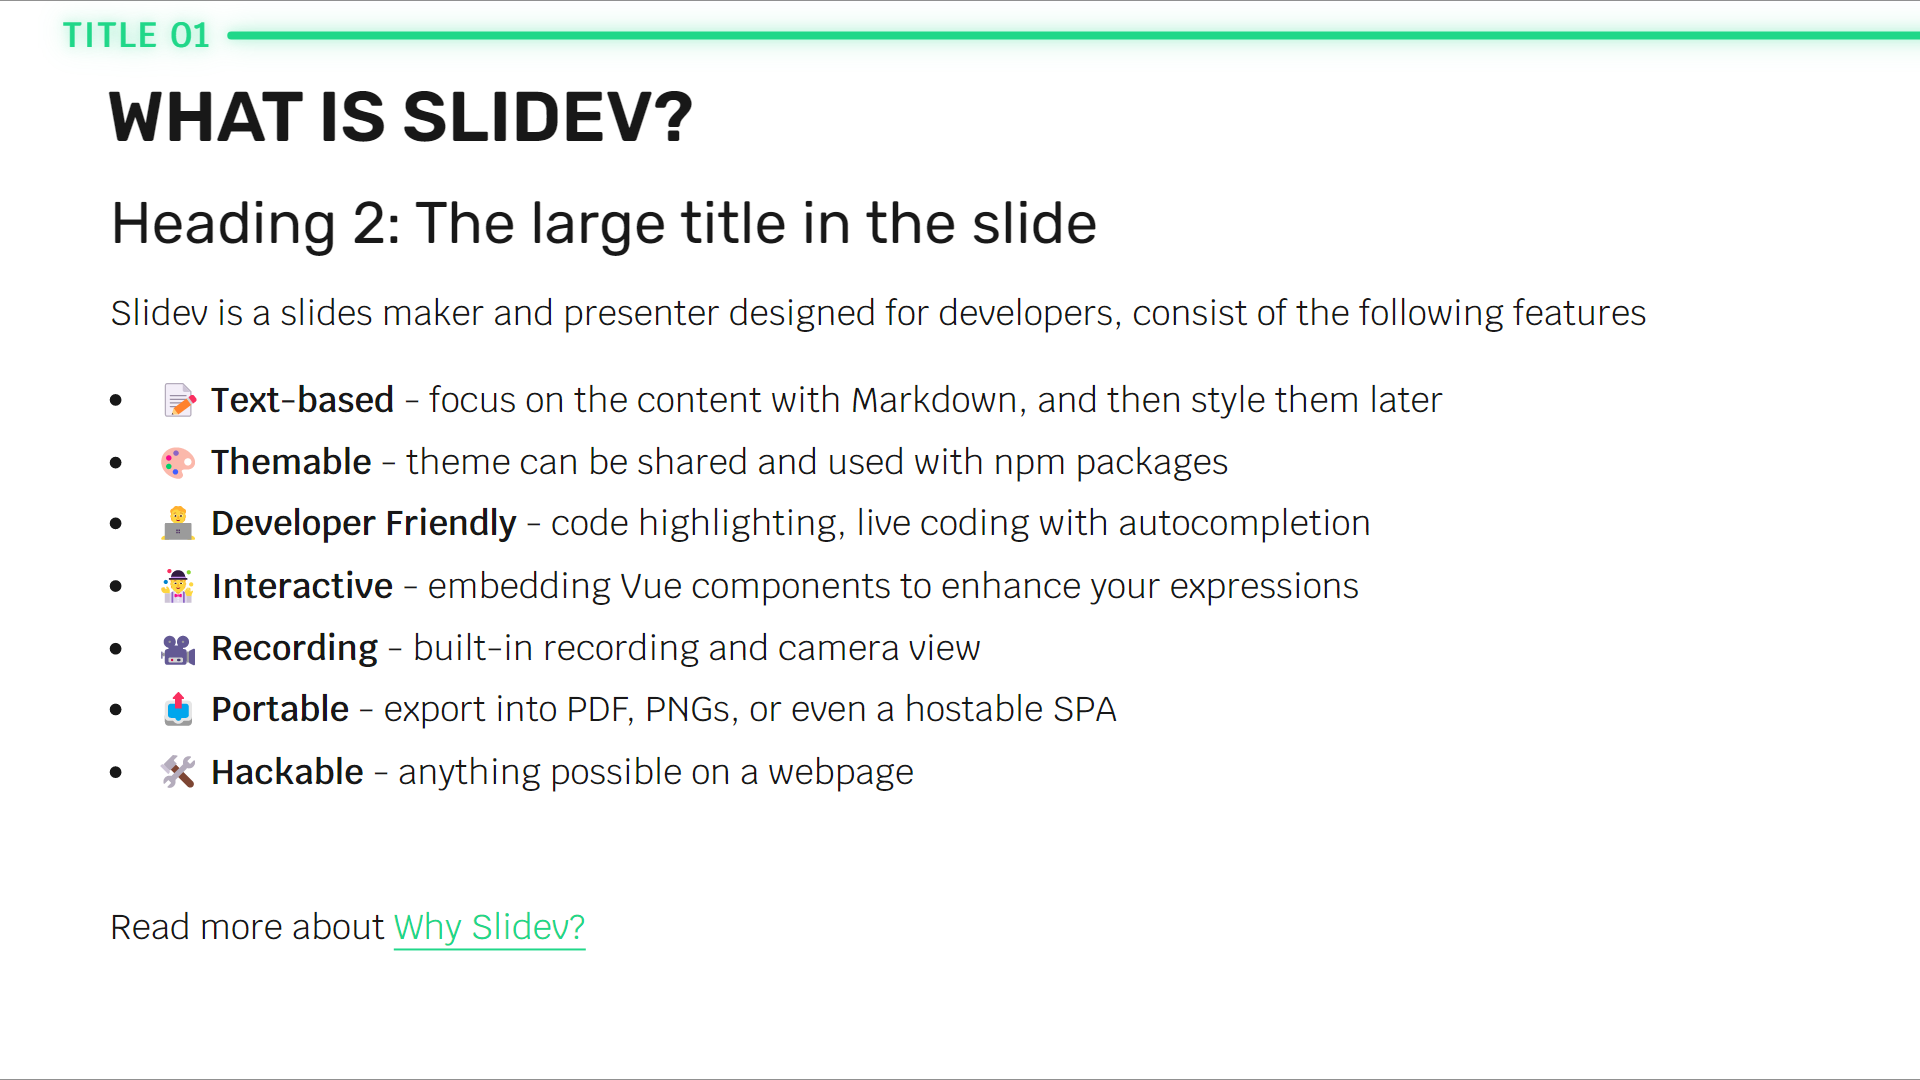 TITLE 01
WHAT IS SLIDEV?
Heading 2: The large title in the slide
Slidev is a slides maker and presenter designed for developers, consist of the following features
• 📝 Text-based - focus on the content with Markdown, and then style them later
• 🎨 Themable - theme can be shared and used with npm packages
• 🧑‍💻 Developer Friendly - code highlighting, live coding with autocompletion
• 🤹 Interactive - embedding Vue components to enhance your expressions
• 🎥 Recording - built-in recording and camera view
• 📤 Portable - export into PDF, PNGs, or even a hostable SPA
• 🛠 Hackable - anything possible on a webpage
Read more about Why Slidev?